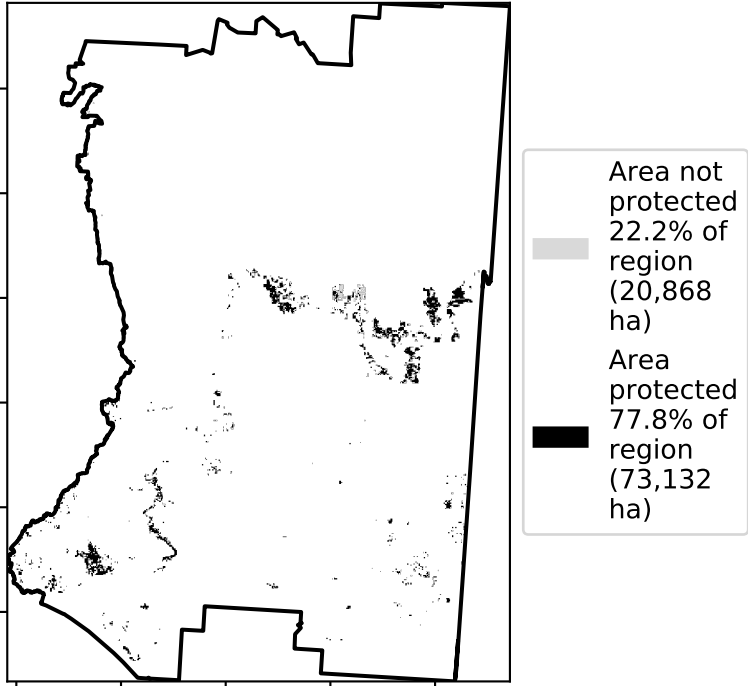 Area not
protected
22.2% of
region
(20,868
ha)
Area
protected
77.8% of
region
(73,132
ha)